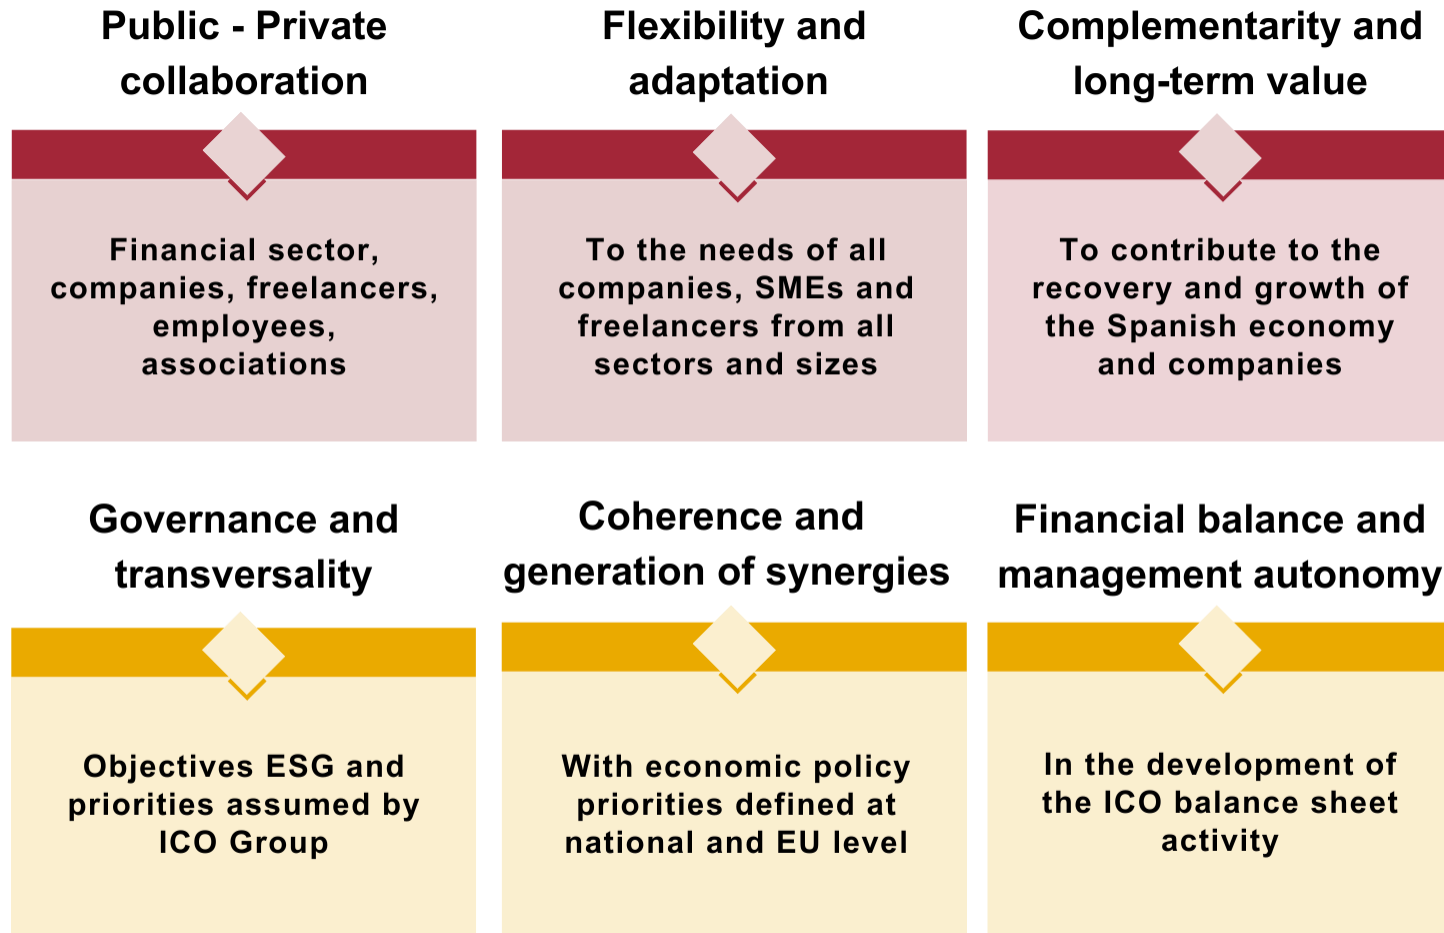 Public - Private
collaboration
Financial sector,
companies, freelancers,
employees,
associations
Flexibility and
adaptation
To the needs of all
companies, SMEs and
freelancers from all
sectors and sizes
Complementarity and
long-term value
To contribute to the
recovery and growth of
the Spanish economy
and companies
Governance and
transversality
Objectives ESG and
priorities assumed by
ICO Group
Coherence and
generation of synergies
With economic policy
priorities defined at
national and EU level
Financial balance and
management autonomy
In the development of
the ICO balance sheet
activity